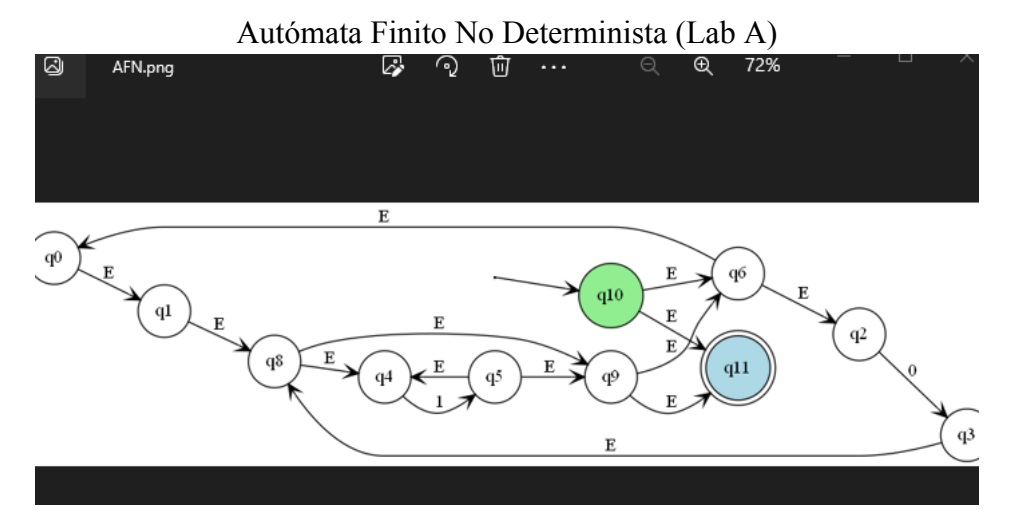 Autómata Finito No Determinista (Lab A)
AFN.png 72%
E
q0 E q10 E q6
E
q1 E E q2
E E
q8 E q4 E q5 E q9 q11 0
1 E
E q3